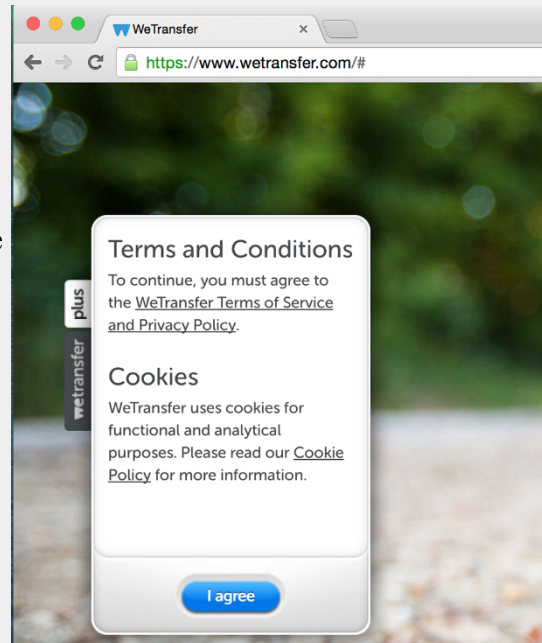 WeTransfer
https://www.wetransfer.com/#
Terms and Conditions
To continue, you must agree to
the WeTransfer Terms of Service
and Privacy Policy.
Cookies
WeTransfer uses cookies for
functional and analytical
purposes. Please read our Cookie
Policy for more information.
I agree
plus
wetransfer
e